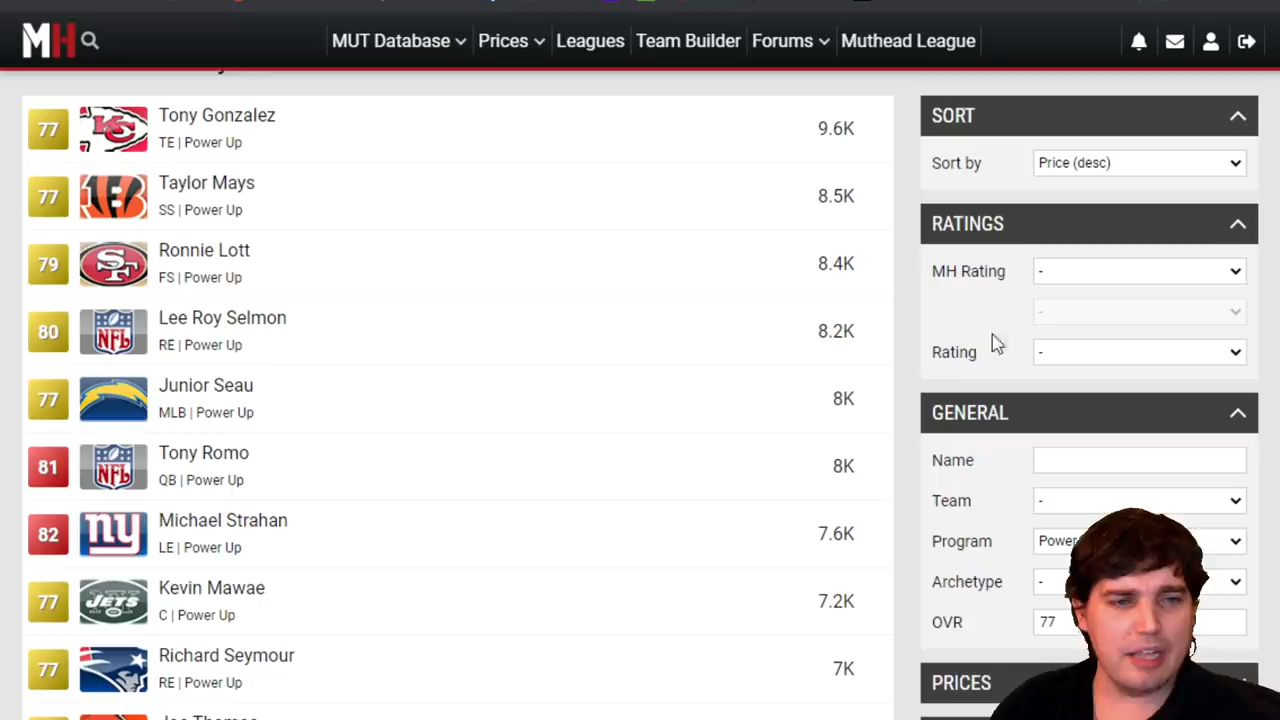 MH
MUT Database Prices Leagues Team Builder Forums Muthead League
77 Tony Gonzalez
TE | Power Up
9.6K
77 Taylor Mays
SS | Power Up
8.5K
79 Ronnie Lott
FS | Power Up
8.4K
80 NFL Lee Roy Selmon
RE | Power Up
8.2K
77 Junior Seau
MLB | Power Up
8K
81 NFL Tony Romo
QB | Power Up
8K
82 ny Michael Strahan
LE | Power Up
7.6K
77 JETS Kevin Mawae
C | Power Up
7.2K
77 Richard Seymour
RE | Power Up
7K
SORT
Sort by Price (desc)
RATINGS
MH Rating -
-
Rating -
GENERAL
Name
Team -
Program Power
Archetype -
OVR 77
PRICES